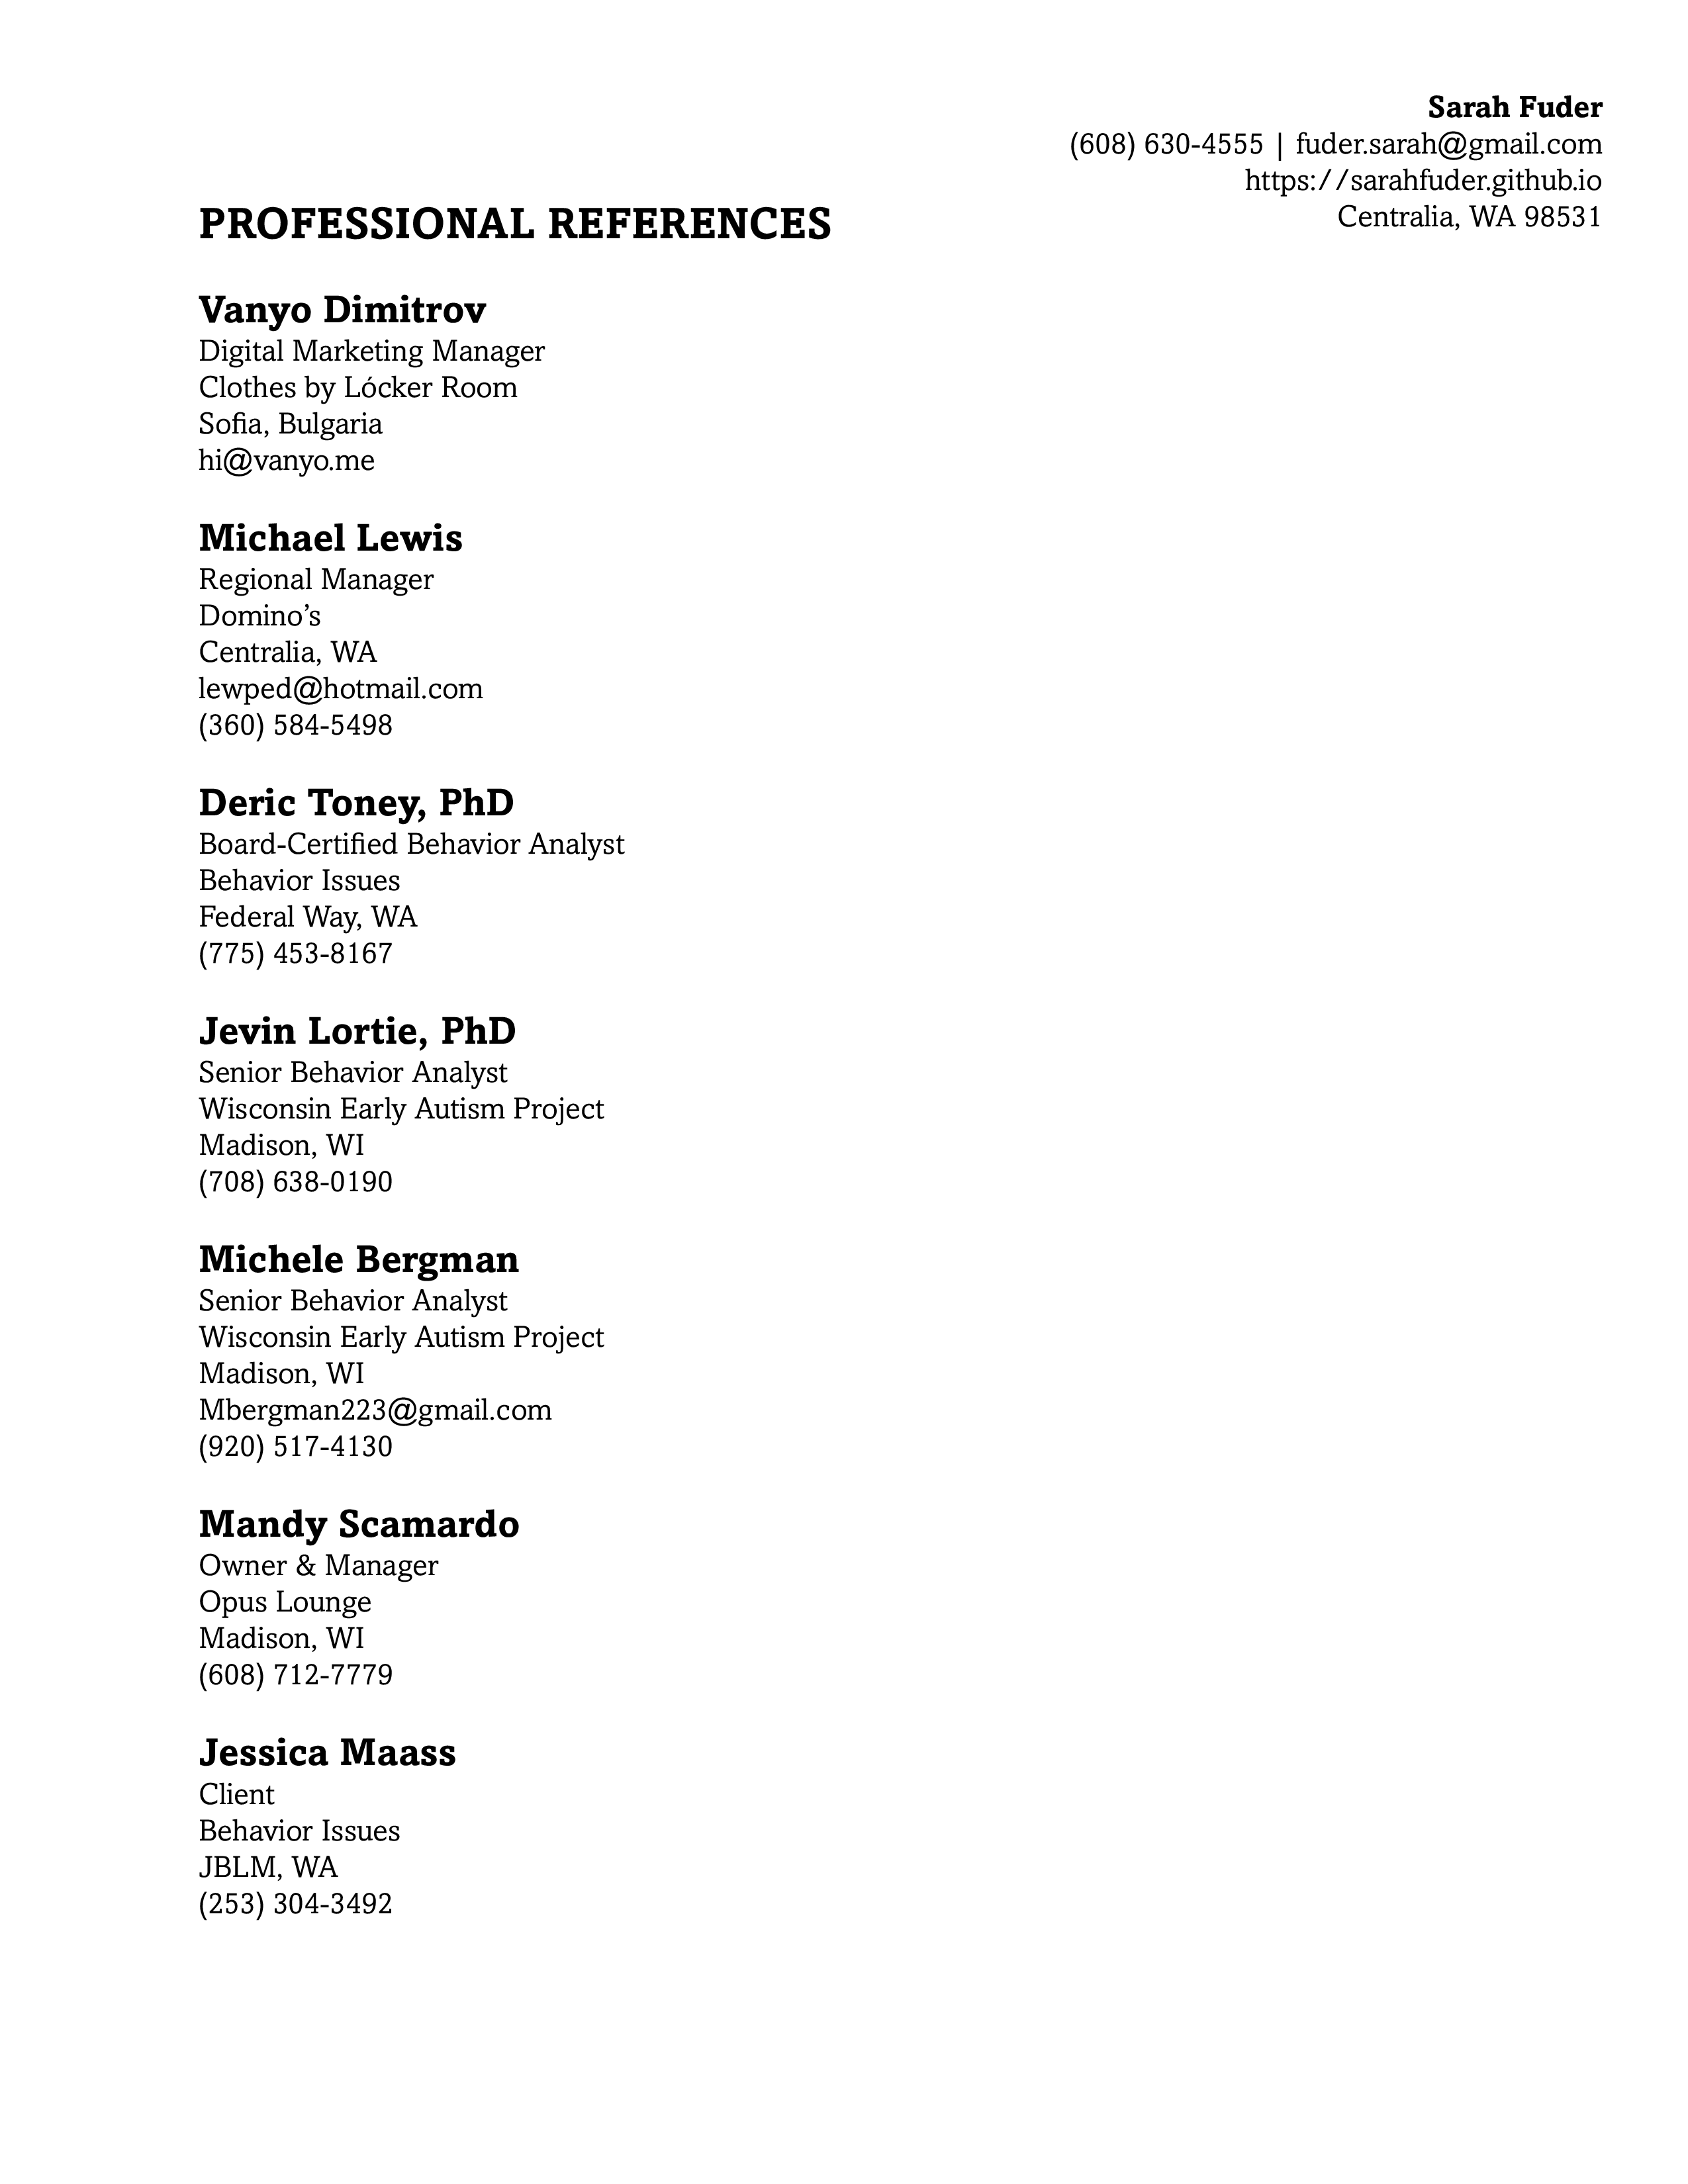 Sarah Fuder
(608) 630-4555 | fuder.sarah@gmail.com
https://sarahfuder.github.io
Centralia, WA 98531
PROFESSIONAL REFERENCES
Vanyo Dimitrov
Digital Marketing Manager
Clothes by Lócker Room
Sofia, Bulgaria
hi@vanyo.me
Michael Lewis
Regional Manager
Domino’s
Centralia, WA
lewped@hotmail.com
(360) 584-5498
Deric Toney, PhD
Board-Certified Behavior Analyst
Behavior Issues
Federal Way, WA
(775) 453-8167
Jevin Lortie, PhD
Senior Behavior Analyst
Wisconsin Early Autism Project
Madison, WI
(708) 638-0190
Michele Bergman
Senior Behavior Analyst
Wisconsin Early Autism Project
Madison, WI
Mbergman223@gmail.com
(920) 517-4130
Mandy Scamardo
Owner & Manager
Opus Lounge
Madison, WI
(608) 712-7779
Jessica Maass
Client
Behavior Issues
JBLM, WA
(253) 304-3492